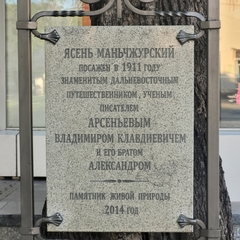 ЯСЕНЬ МАНЬЧЖУРСКИЙ
ПОСАЖЕН В 1911 ГОДУ
ЗНАМЕНИТЫМ ДАЛЬНЕВОСТОЧНЫМ
ПУТЕШЕСТВЕННИКОМ, УЧЕНЫМ
ПИСАТЕЛЕМ
АРСЕНЬЕВЫМ
ВЛАДИМИРОМ КЛАВДИЕВИЧЕМ
И ЕГО БРАТОМ
АЛЕКСАНДРОМ
ПАМЯТНИК ЖИВОЙ ПРИРОДЫ
2014 ГОД